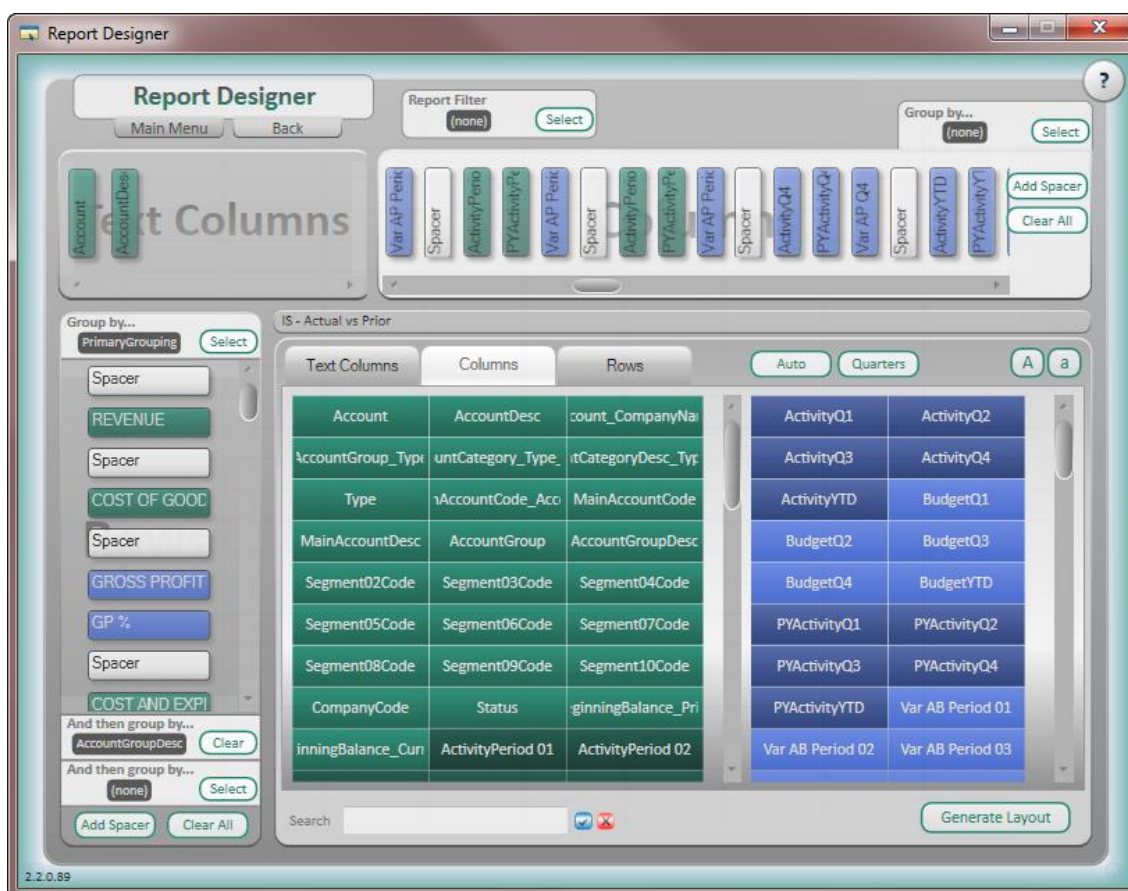 Report Designer
?
Report Designer
Main Menu
Back
Report Filter
(none)
Select
Group by...
(none)
Select
Text Columns
Account
AccountDesc
Var AP Peric
Spacer
ActivityPerio
PYActivityPe
Var AP Peric
Spacer
ActivityPerio
PYActivityPe
Var AP Peric
Spacer
ActivityQ4
PYActivityQ4
Var AP Q4
Spacer
ActivityYTD
PYActivityYT
Add Spacer
Clear All
Group by...
PrimaryGrouping
Select
Spacer
REVENUE
Spacer
COST OF GOOD
Spacer
GROSS PROFIT
GP %
Spacer
COST AND EXPI
And then group by...
AccountGroupDesc
Clear
And then group by...
(none)
Select
Add Spacer
Clear All
IS - Actual vs Prior
Text Columns
Columns
Rows
Auto
Quarters
A
a
Account AccountDesc count_CompanyNa
AccountGroup_Type untCategory_Type_ ntCategoryDesc_Typ
Type nAccountCode_Acc MainAccountCode
MainAccountDesc AccountGroup AccountGroupDesc
Segment02Code Segment03Code Segment04Code
Segment05Code Segment06Code Segment07Code
Segment08Code Segment09Code Segment10Code
CompanyCode Status ginningBalance_Pri
inningBalance_Curr ActivityPeriod 01 ActivityPeriod 02
ActivityQ1 ActivityQ2
ActivityQ3 ActivityQ4
ActivityYTD BudgetQ1
BudgetQ2 BudgetQ3
BudgetQ4 BudgetYTD
PYActivityQ1 PYActivityQ2
PYActivityQ3 PYActivityQ4
PYActivityYTD Var AB Period 01
Var AB Period 02 Var AB Period 03
Search
Generate Layout
2.2.0.89